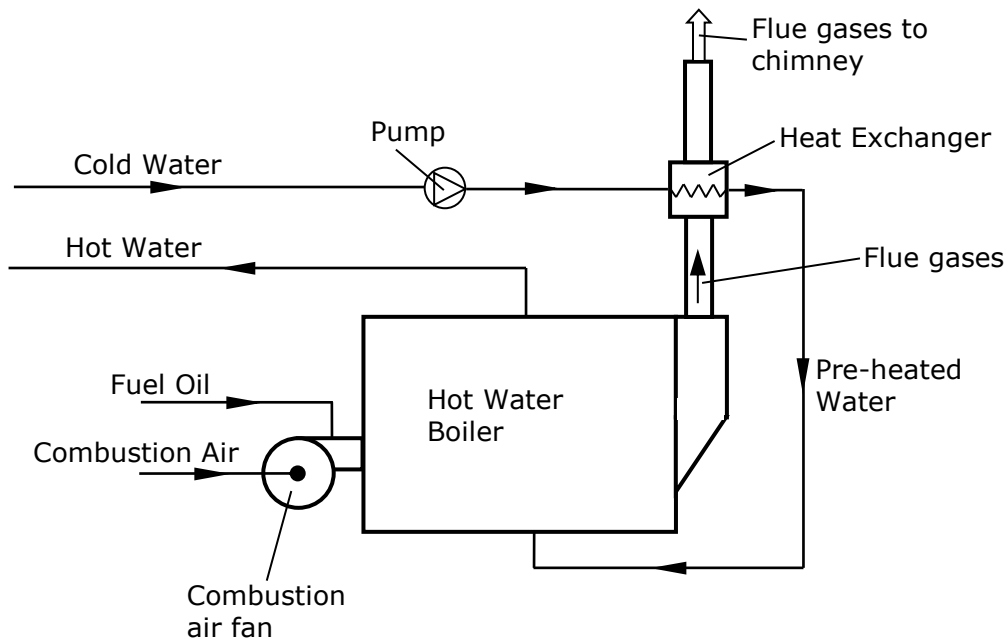 Flue gases to
chimney
Pump
Heat Exchanger
Cold Water
Hot Water
Flue gases
Fuel Oil
Pre-heated
Water
Hot Water
Boiler
Combustion Air
Combustion
air fan